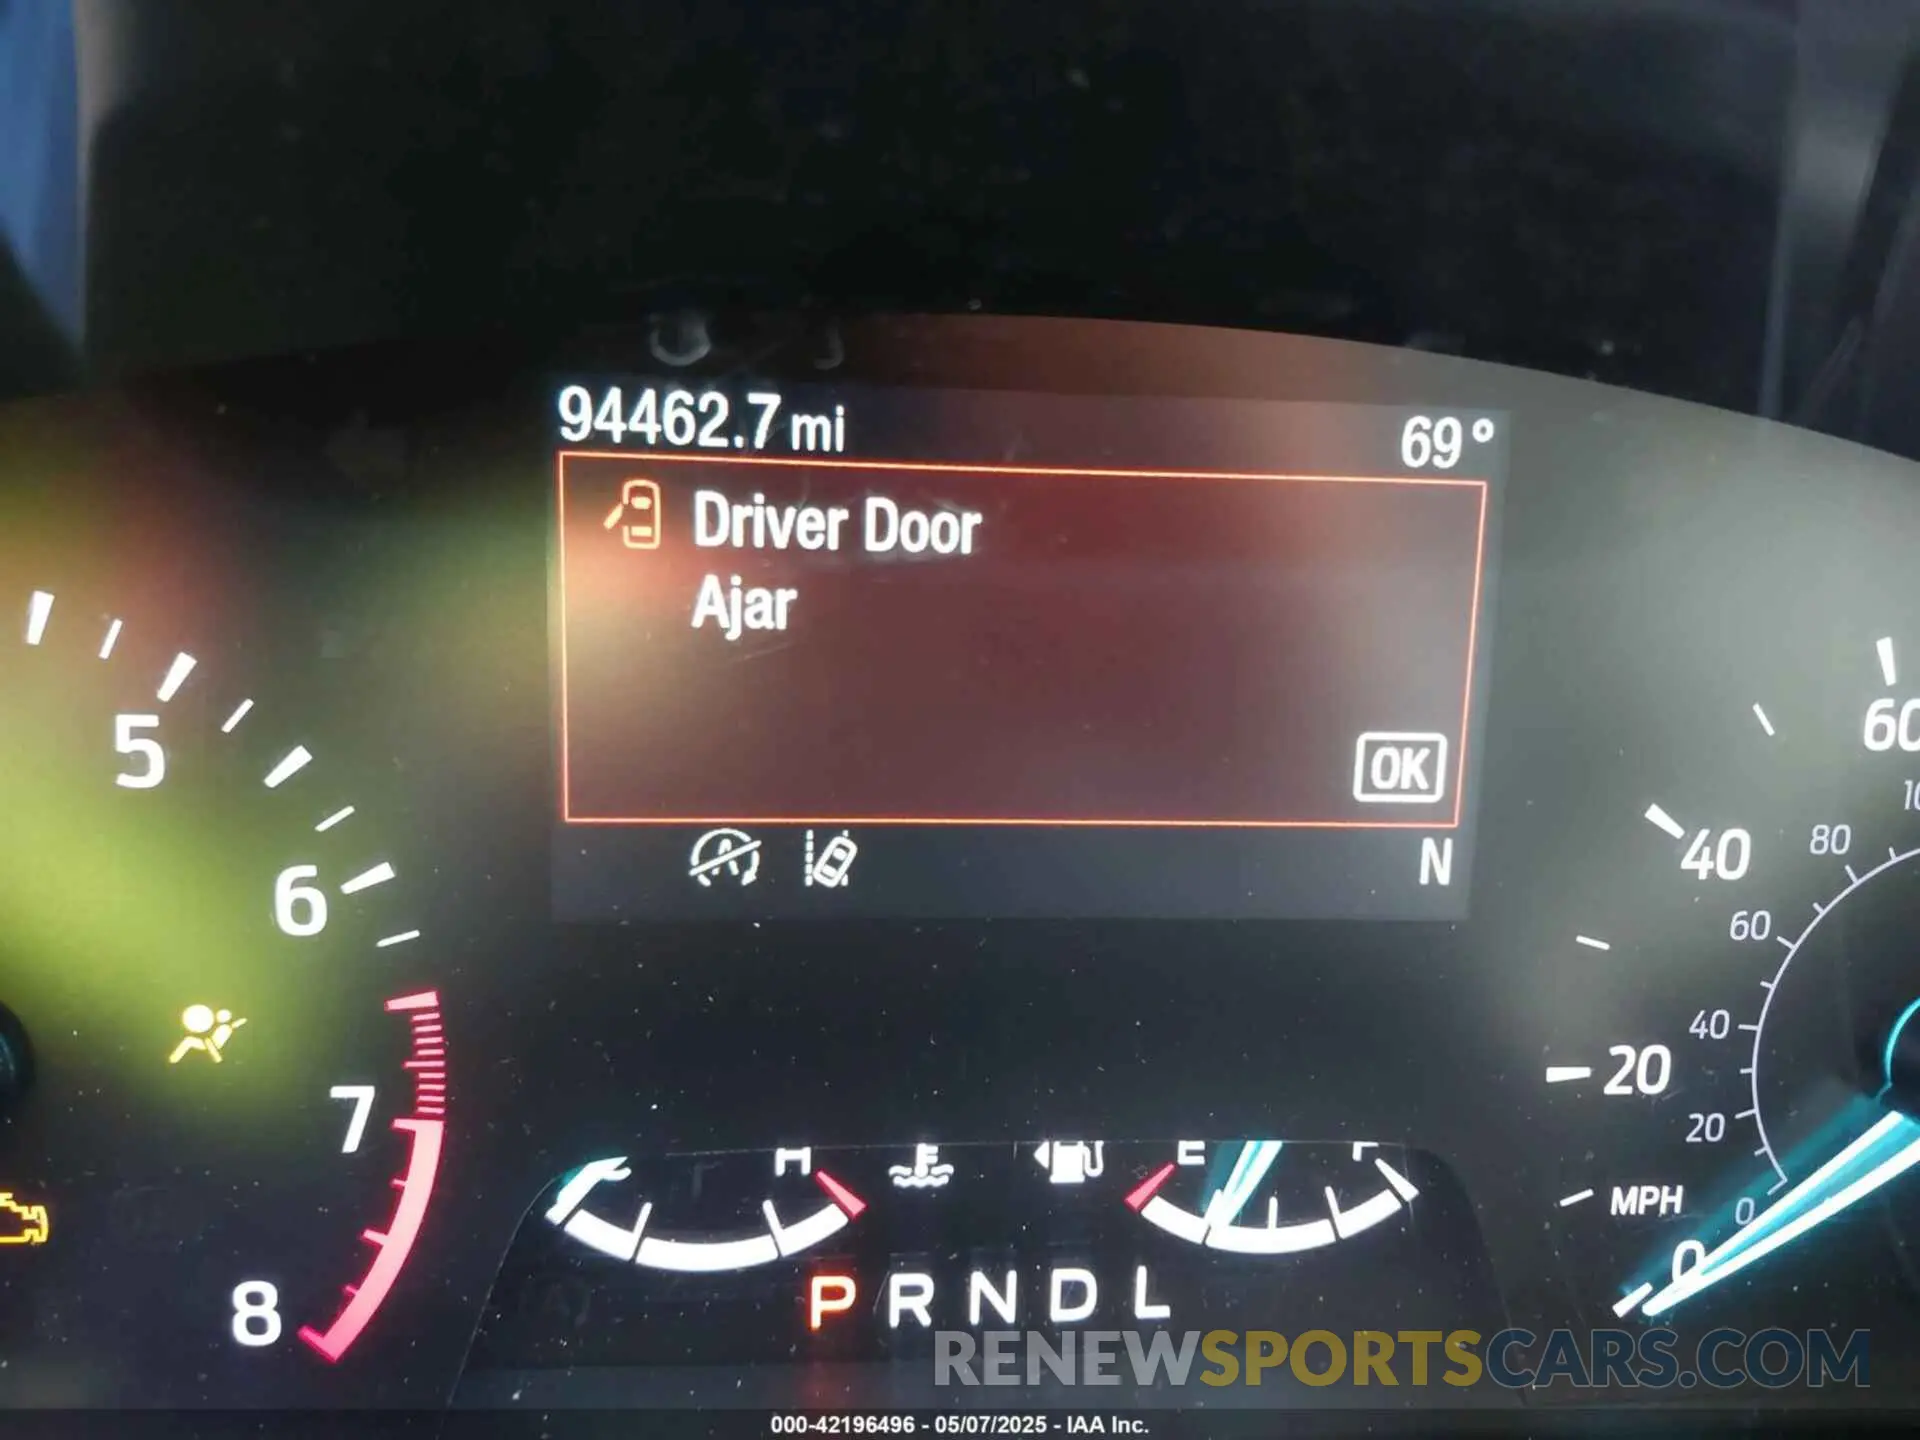 94462.7 mi 69°
Driver Door
Ajar
OK
N
5
6
7
8
60
40
20
MPH
0
80
60
40
20
0
H
E F
P R N D L
RENEWSPORTSCARS.COM
000-42196496 - 05/07/2025 - IAA Inc.